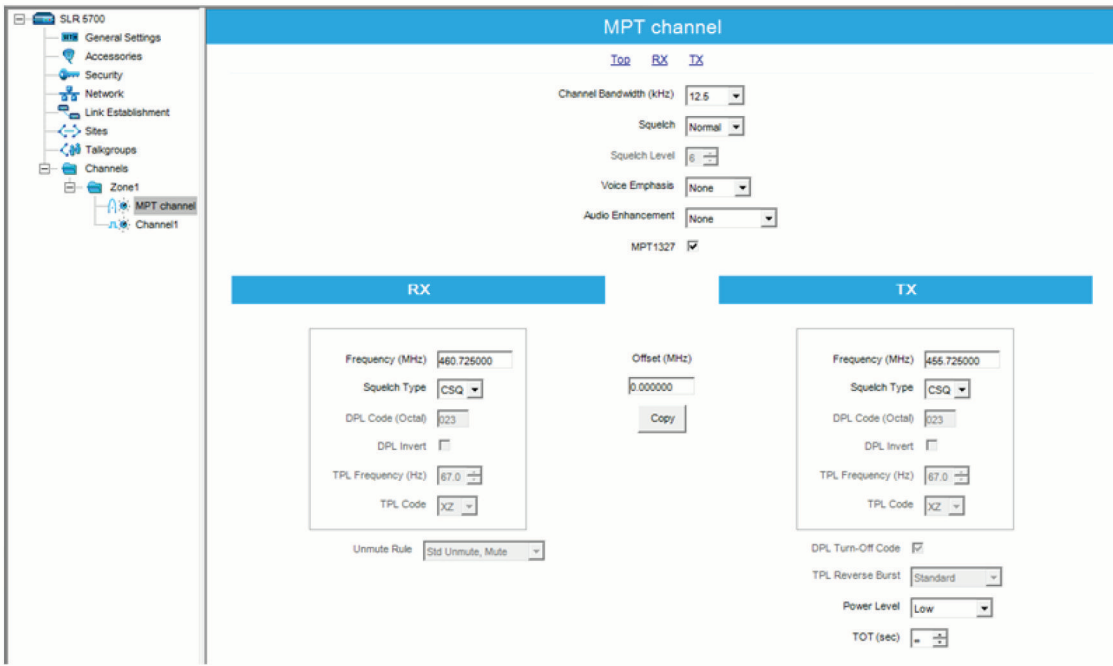 SLR 5700
General Settings
Accessories
Security
Network
Link Establishment
Sites
Talkgroups
Channels
Zone1
MPT channel
Channel1
MPT channel
Top RX TX
Channel Bandwidth (kHz) 12.5
Squelch Normal
Squelch Level 6
Voice Emphasis None
Audio Enhancement None
MPT1327
RX
Frequency (MHz) 460.725000
Squelch Type CSQ
DPL Code (Octal) 023
DPL Invert
TPL Frequency (Hz) 67.0
TPL Code XZ
Unmute Rule Std Unmute, Mute
Offset (MHz)
0.000000
Copy
TX
Frequency (MHz) 455.725000
Squelch Type CSQ
DPL Code (Octal) 023
DPL Invert
TPL Frequency (Hz) 67.0
TPL Code XZ
DPL Turn-Off Code
TPL Reverse Burst Standard
Power Level Low
TOT (sec) ∞